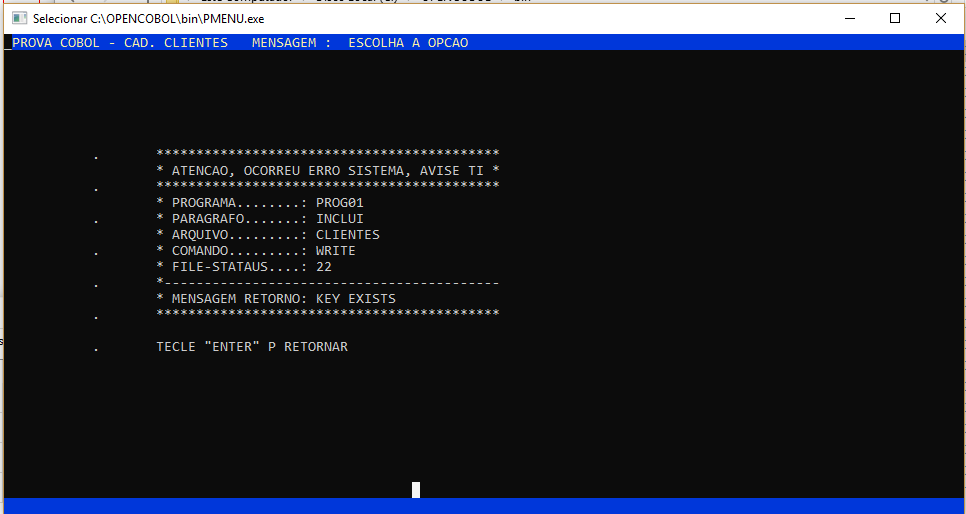 Selecionar C:\OPENCOBOL\bin\PMENU.exe
PROVA COBOL - CAD. CLIENTES   MENSAGEM :  ESCOLHA A OPCAO
.       *******************************************
* ATENCAO, OCORREU ERRO SISTEMA, AVISE TI *
.       *******************************************
* PROGRAMA........: PROG01
.       * PARAGRAFO.......: INCLUI
* ARQUIVO.........: CLIENTES
.       * COMANDO.........: WRITE
* FILE-STATAUS....: 22
.       *------------------------------------------
* MENSAGEM RETORNO: KEY EXISTS
.       *******************************************
.       TECLE "ENTER" P RETORNAR